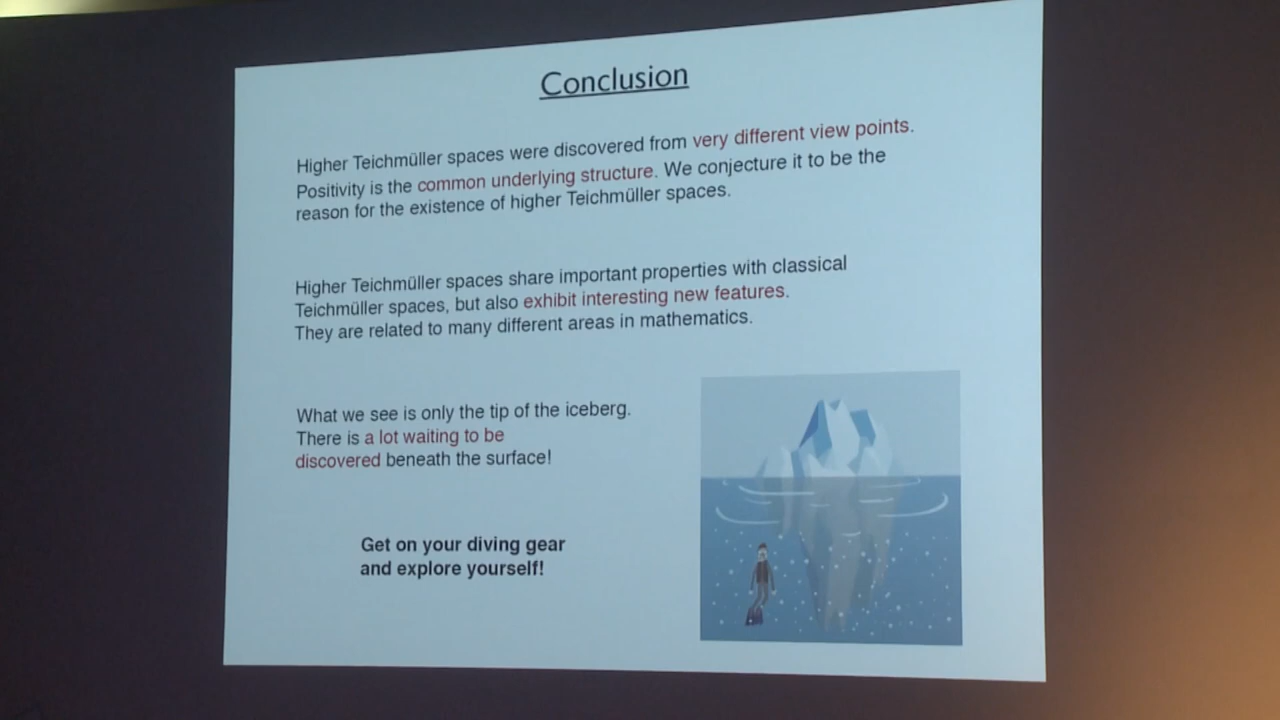 Conclusion
Higher Teichmüller spaces were discovered from very different view points.
Positivity is the common underlying structure. We conjecture it to be the
reason for the existence of higher Teichmüller spaces.
Higher Teichmüller spaces share important properties with classical
Teichmüller spaces, but also exhibit interesting new features.
They are related to many different areas in mathematics.
What we see is only the tip of the iceberg.
There is a lot waiting to be
discovered beneath the surface!
Get on your diving gear
and explore yourself!